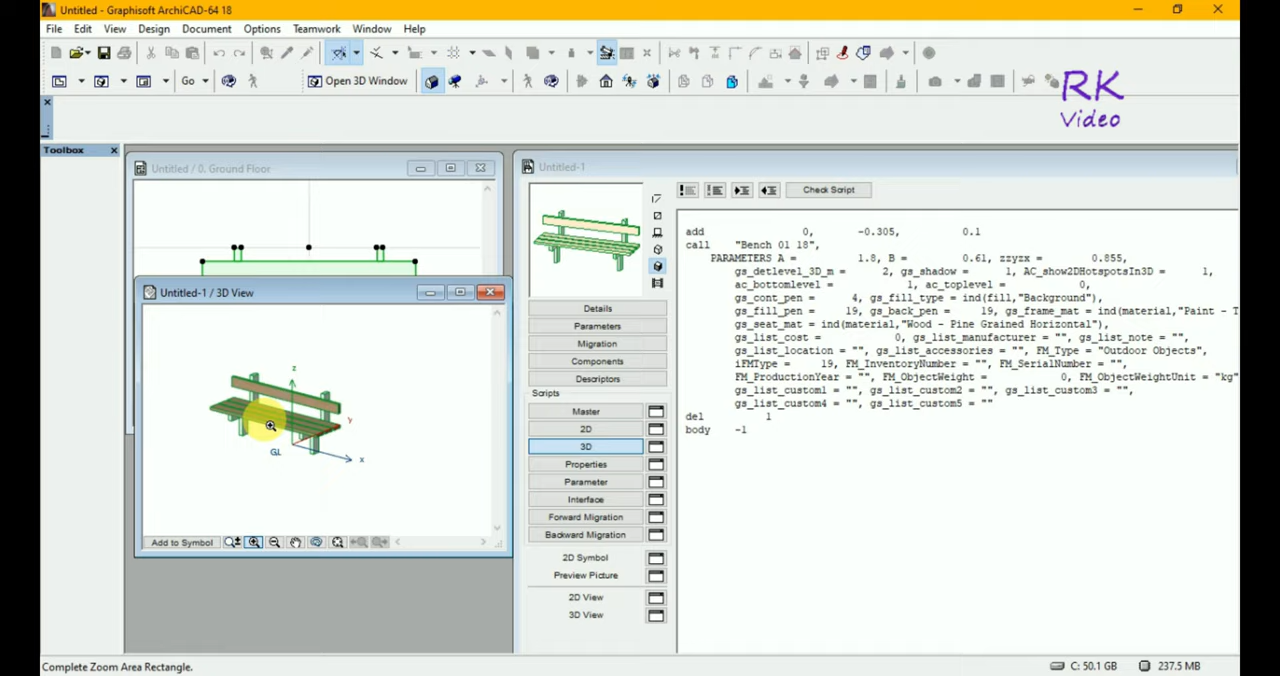 Untitled - Graphisoft ArchiCAD-64 18
File Edit View Design Document Options Teamwork Window Help
Go Open 3D Window
RK
Video
Toolbox
Untitled / 0. Ground Floor
Untitled-1
Check Script
add 0, -0.305, 0.1
call "Bench 01 18",
PARAMETERS A = 1.8, B = 0.61, zzyzx = 0.855,
gs_detlevel_3D_m = 2, gs_shadow = 1, AC_show2DHotspotsIn3D = 1,
ac_bottomlevel = 1, ac_toplevel = 0,
gs_cont_pen = 4, gs_fill_type = ind(fill,"Background"),
gs_fill_pen = 19, gs_back_pen = 19, gs_frame_mat = ind(material,"Paint - T
gs_seat_mat = ind(material,"Wood - Pine Grained Horizontal"),
gs_list_cost = 0, gs_list_manufacturer = "", gs_list_note = "",
gs_list_location = "", gs_list_accessories = "", FM_Type = "Outdoor Objects",
iFMType = 19, FM_InventoryNumber = "", FM_SerialNumber = "",
FM_ProductionYear = "", FM_ObjectWeight = 0, FM_ObjectWeightUnit = "kg"
gs_list_custom1 = "", gs_list_custom2 = "", gs_list_custom3 = "",
gs_list_custom4 = "", gs_list_custom5 = ""
del 1
body -1
Untitled-1 / 3D View
z
y
GL x
Add to Symbol
Details
Parameters
Migration
Components
Descriptors
Scripts
Master
2D
3D
Properties
Parameter
Interface
Forward Migration
Backward Migration
2D Symbol
Preview Picture
2D View
3D View
Complete Zoom Area Rectangle.
C: 50.1 GB 237.5 MB